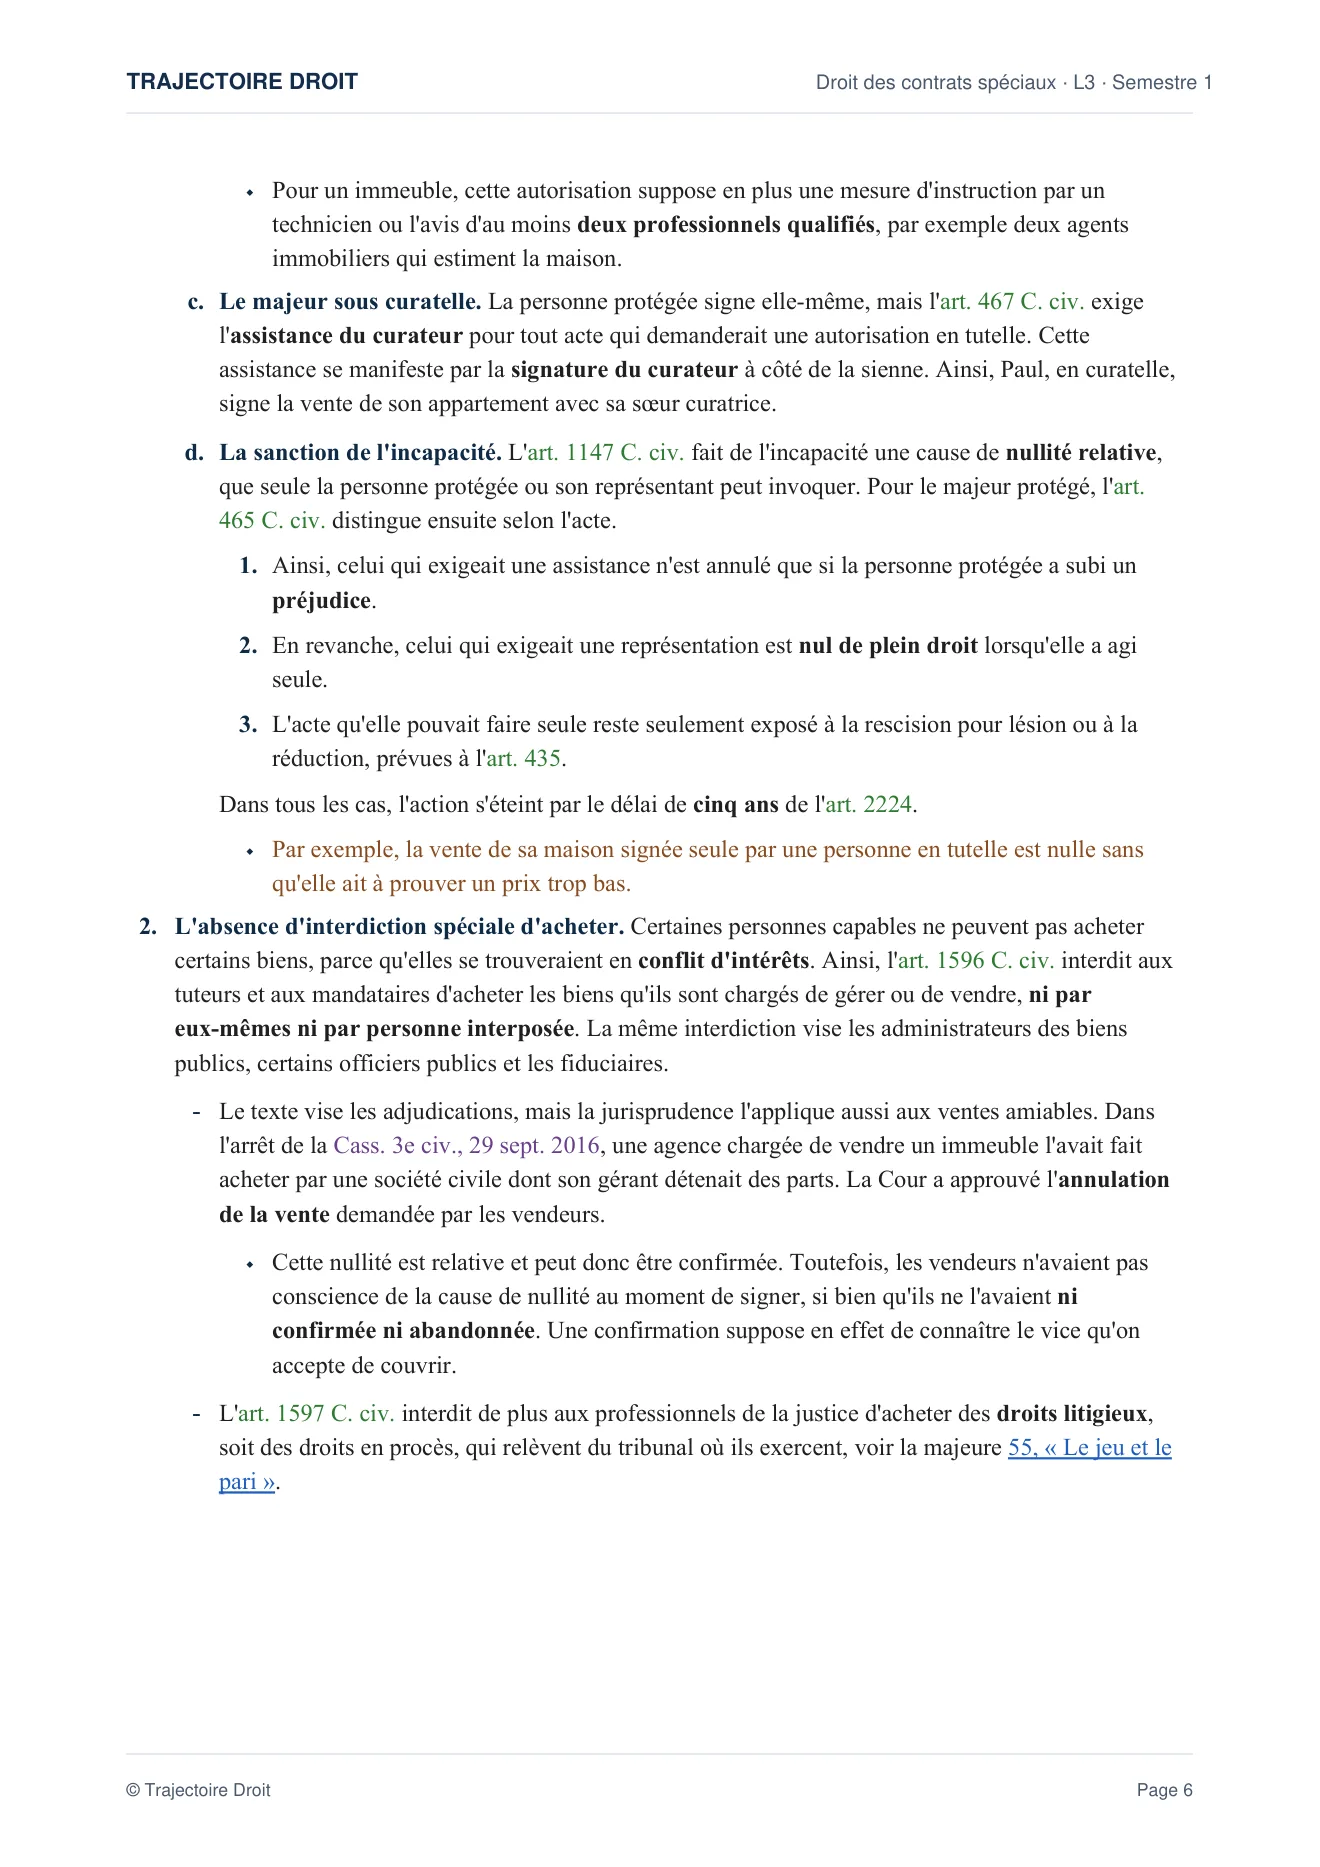 TRAJECTOIRE DROIT
Droit des contrats spéciaux · L3 · Semestre 1
• Pour un immeuble, cette autorisation suppose en plus une mesure d'instruction par un
technicien ou l'avis d'au moins deux professionnels qualifiés, par exemple deux agents
immobiliers qui estiment la maison.
c. Le majeur sous curatelle. La personne protégée signe elle-même, mais l'art. 467 C. civ. exige
l'assistance du curateur pour tout acte qui demanderait une autorisation en tutelle. Cette
assistance se manifeste par la signature du curateur à côté de la sienne. Ainsi, Paul, en curatelle,
signe la vente de son appartement avec sa sœur curatrice.
d. La sanction de l'incapacité. L'art. 1147 C. civ. fait de l'incapacité une cause de nullité relative,
que seule la personne protégée ou son représentant peut invoquer. Pour le majeur protégé, l'art.
465 C. civ. distingue ensuite selon l'acte.
1. Ainsi, celui qui exigeait une assistance n'est annulé que si la personne protégée a subi un
préjudice.
2. En revanche, celui qui exigeait une représentation est nul de plein droit lorsqu'elle a agi
seule.
3. L'acte qu'elle pouvait faire seule reste seulement exposé à la rescision pour lésion ou à la
réduction, prévues à l'art. 435.
Dans tous les cas, l'action s'éteint par le délai de cinq ans de l'art. 2224.
• Par exemple, la vente de sa maison signée seule par une personne en tutelle est nulle sans
qu'elle ait à prouver un prix trop bas.
2. L'absence d'interdiction spéciale d'acheter. Certaines personnes capables ne peuvent pas acheter
certains biens, parce qu'elles se trouveraient en conflit d'intérêts. Ainsi, l'art. 1596 C. civ. interdit aux
tuteurs et aux mandataires d'acheter les biens qu'ils sont chargés de gérer ou de vendre, ni par
eux-mêmes ni par personne interposée. La même interdiction vise les administrateurs des biens
publics, certains officiers publics et les fiduciaires.
- Le texte vise les adjudications, mais la jurisprudence l'applique aussi aux ventes amiables. Dans
l'arrêt de la Cass. 3e civ., 29 sept. 2016, une agence chargée de vendre un immeuble l'avait fait
acheter par une société civile dont son gérant détenait des parts. La Cour a approuvé l'annulation
de la vente demandée par les vendeurs.
• Cette nullité est relative et peut donc être confirmée. Toutefois, les vendeurs n'avaient pas
conscience de la cause de nullité au moment de signer, si bien qu'ils ne l'avaient ni
confirmée ni abandonnée. Une confirmation suppose en effet de connaître le vice qu'on
accepte de couvrir.
- L'art. 1597 C. civ. interdit de plus aux professionnels de la justice d'acheter des droits litigieux,
soit des droits en procès, qui relèvent du tribunal où ils exercent, voir la majeure 55, « Le jeu et le
pari ».
© Trajectoire Droit
Page 6